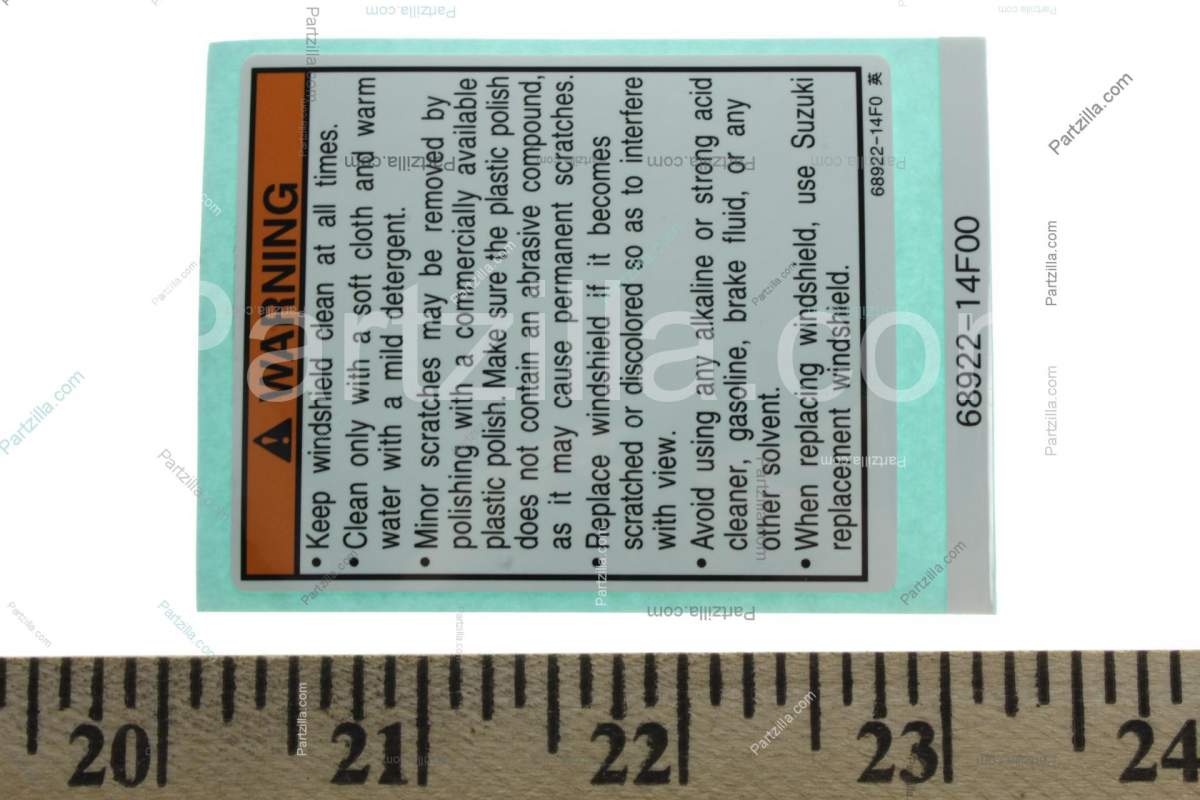 ⚠ WARNING
• Keep windshield clean at all times.
• Clean only with a soft cloth and warm
water with a mild detergent.
• Minor scratches may be removed by
polishing with a commercially available
plastic polish. Make sure the plastic polish
does not contain an abrasive compound,
as it may cause permanent scratches.
• Replace windshield if it becomes
scratched or discolored so as to interfere
with view.
• Avoid using any alkaline or strong acid
cleaner, gasoline, brake fluid, or any
other solvent.
• When replacing windshield, use Suzuki
replacement windshield.
68922-14F0 英
68922-14F00
Partzilla.co
Partzilla.com
20 21 22 23 24